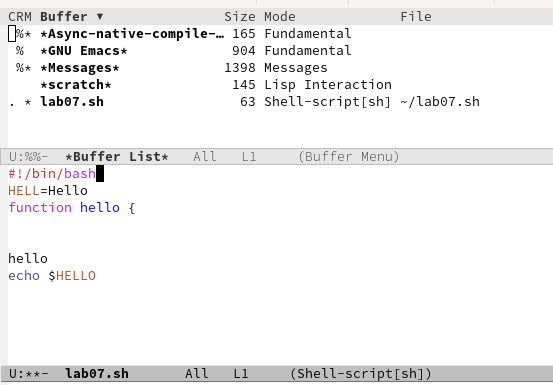 CRM Buffer ▼ Size Mode File
%* *Async-native-compile-… 165 Fundamental
% *GNU Emacs* 904 Fundamental
%* *Messages* 1398 Messages
*scratch* 145 Lisp Interaction
. * lab07.sh 63 Shell-script[sh] ~/lab07.sh
U:%%- *Buffer List* All L1 (Buffer Menu)
#!/bin/bash
HELL=Hello
function hello {
hello
echo $HELLO
U:**- lab07.sh All L1 (Shell-script[sh])